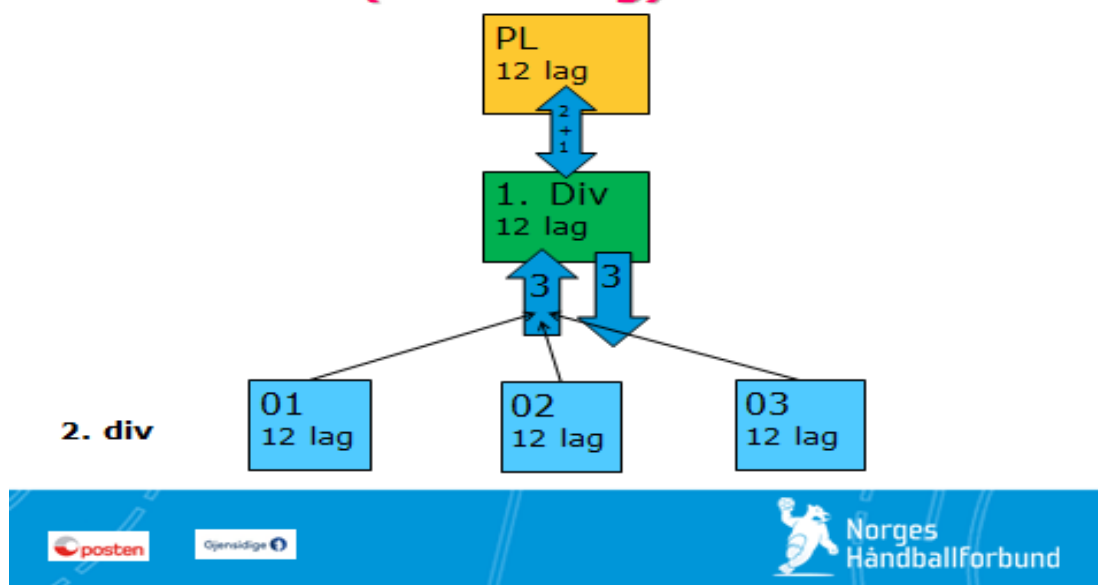 PL
12 lag
2
+
1
1. Div
12 lag
3
3
01
12 lag
02
12 lag
03
12 lag
2. div
posten
Gjensidige
Norges
Håndballforbund